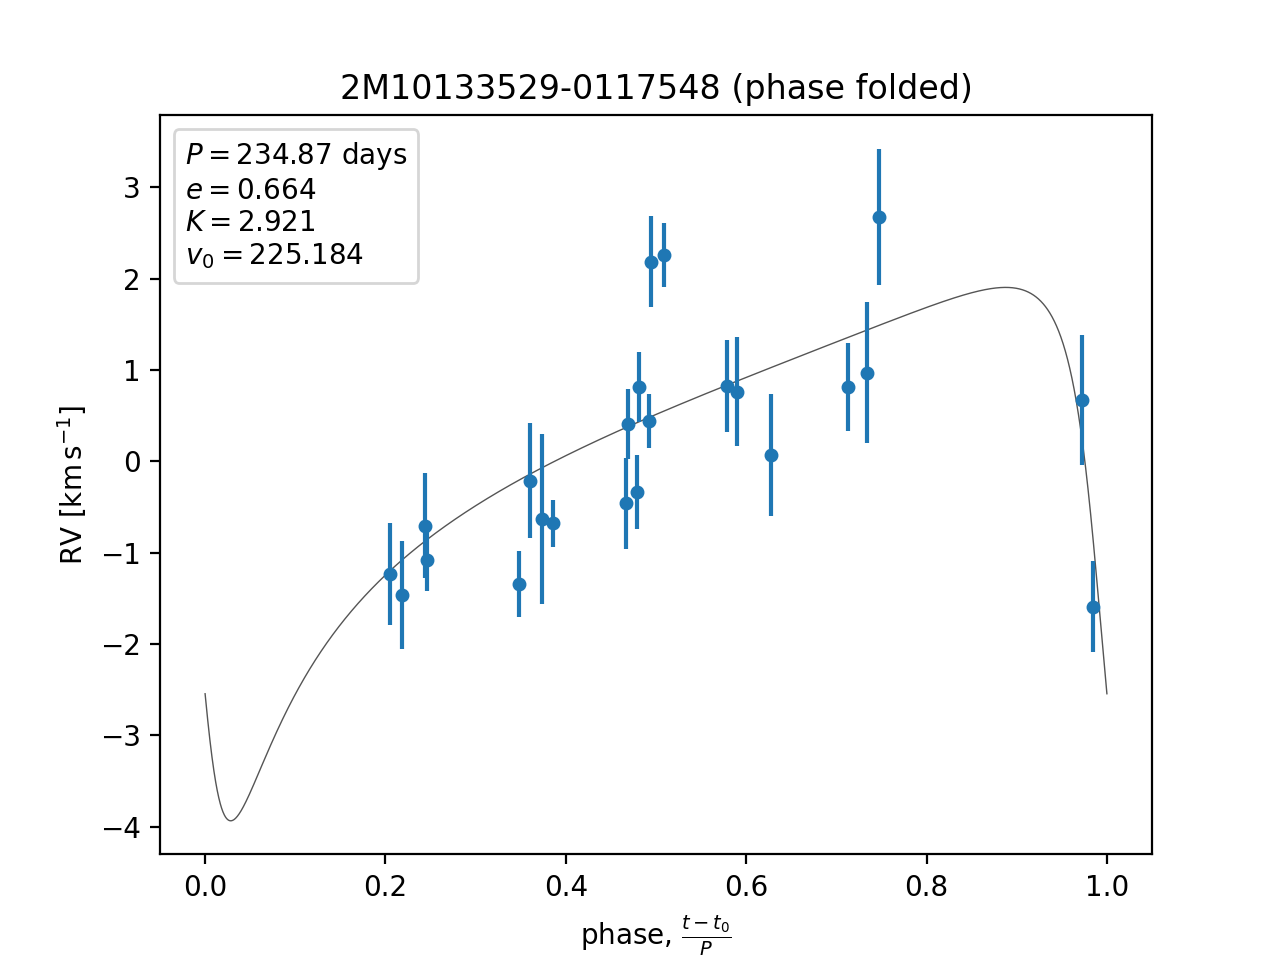 2M10133529-0117548 (phase folded)
P = 234.87 days
e = 0.664
K = 2.921
v₀ = 225.184
3
2
1
0
−1
−2
−3
−4
RV [km s⁻¹]
0.0 0.2 0.4 0.6 0.8 1.0
phase, (t − t₀)/P